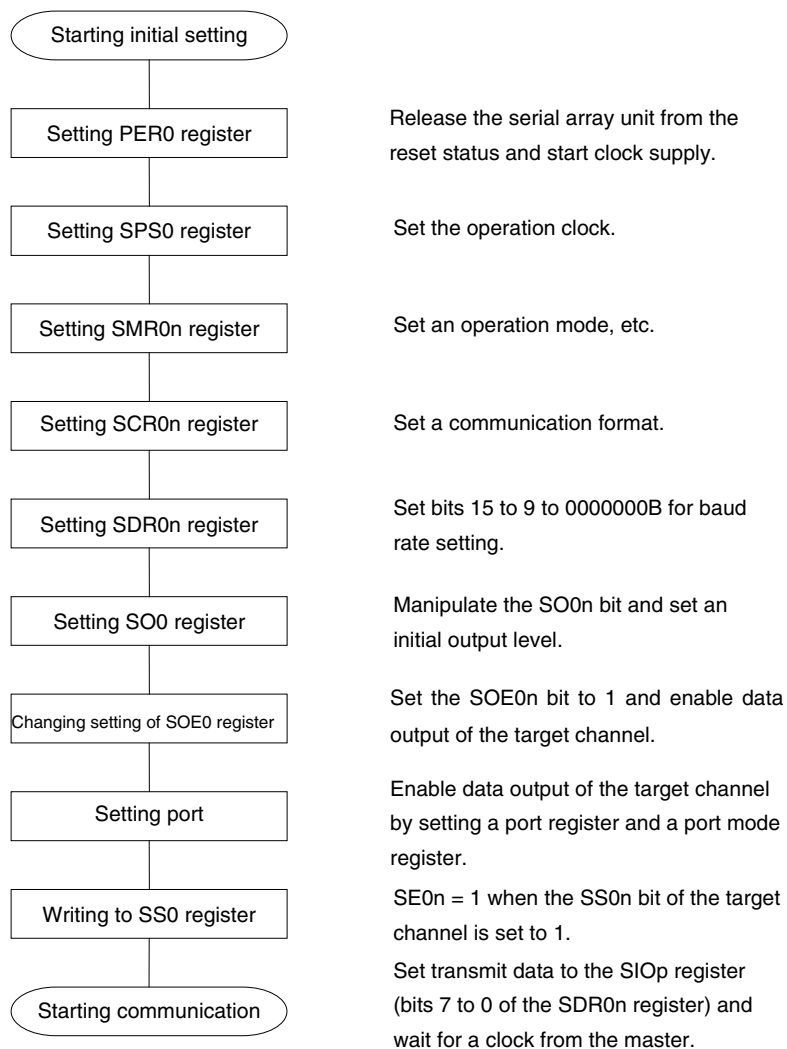 Starting initial setting
Setting PER0 register
Release the serial array unit from the
reset status and start clock supply.
Setting SPS0 register
Set the operation clock.
Setting SMR0n register
Set an operation mode, etc.
Setting SCR0n register
Set a communication format.
Setting SDR0n register
Set bits 15 to 9 to 0000000B for baud
rate setting.
Setting SO0 register
Manipulate the SO0n bit and set an
initial output level.
Changing setting of SOE0 register
Set the SOE0n bit to 1 and enable data
output of the target channel.
Setting port
Enable data output of the target channel
by setting a port register and a port mode
register.
Writing to SS0 register
SE0n = 1 when the SS0n bit of the target
channel is set to 1.
Starting communication
Set transmit data to the SIOp register
(bits 7 to 0 of the SDR0n register) and
wait for a clock from the master.